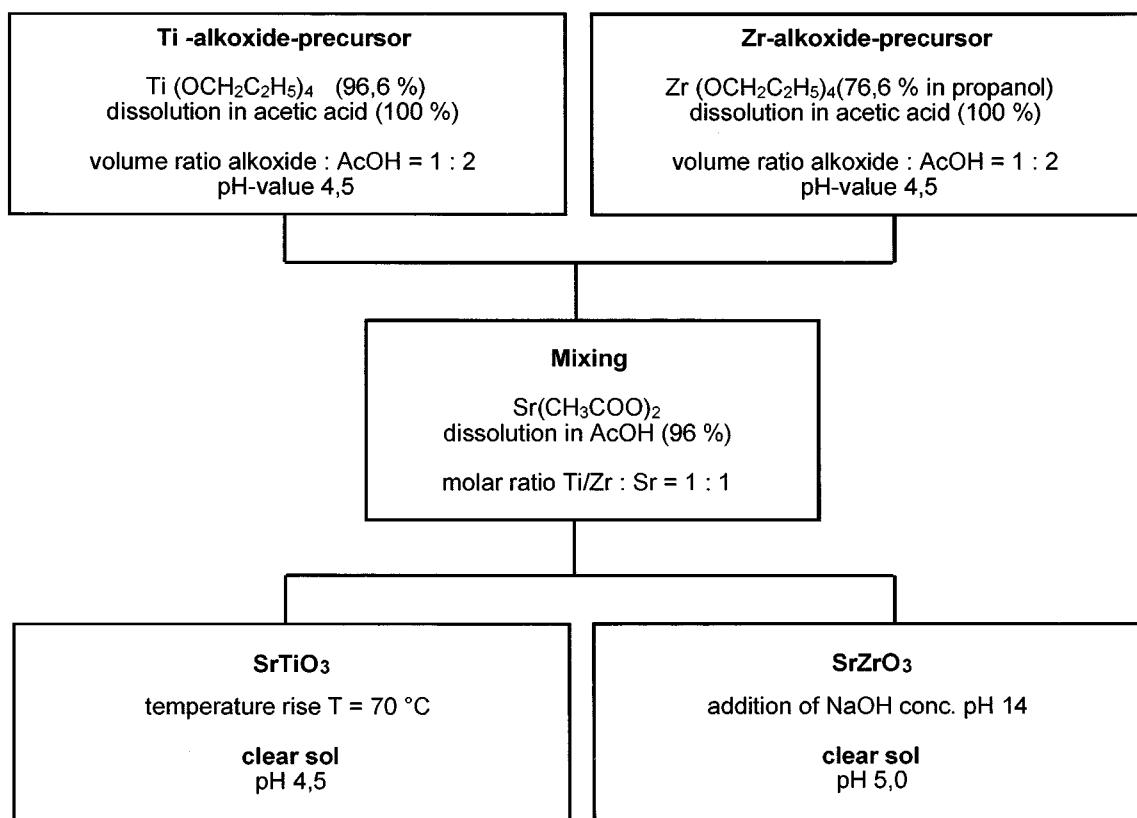 Ti -alkoxide-precursor
Ti (OCH₂C₂H₅)₄ (96,6 %)
dissolution in acetic acid (100 %)
volume ratio alkoxide : AcOH = 1 : 2
pH-value 4,5
Zr-alkoxide-precursor
Zr (OCH₂C₂H₅)₄(76,6 % in propanol)
dissolution in acetic acid (100 %)
volume ratio alkoxide : AcOH = 1 : 2
pH-value 4,5
Mixing
Sr(CH₃COO)₂
dissolution in AcOH (96 %)
molar ratio Ti/Zr : Sr = 1 : 1
SrTiO₃
temperature rise T = 70 °C
clear sol
pH 4,5
SrZrO₃
addition of NaOH conc. pH 14
clear sol
pH 5,0